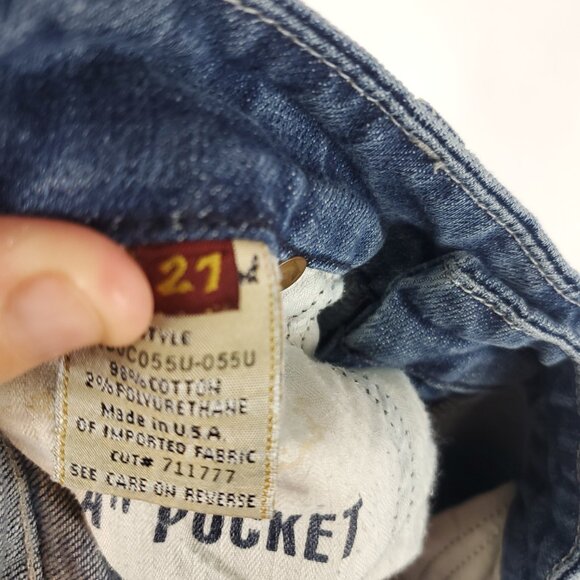 27
STYLE
C055U-055U
98% COTTON
2% POLYURETHANE
Made in U.S.A.
OF IMPORTED FABRIC
CUT# 711777
SEE CARE ON REVERSE
"A" POCKET